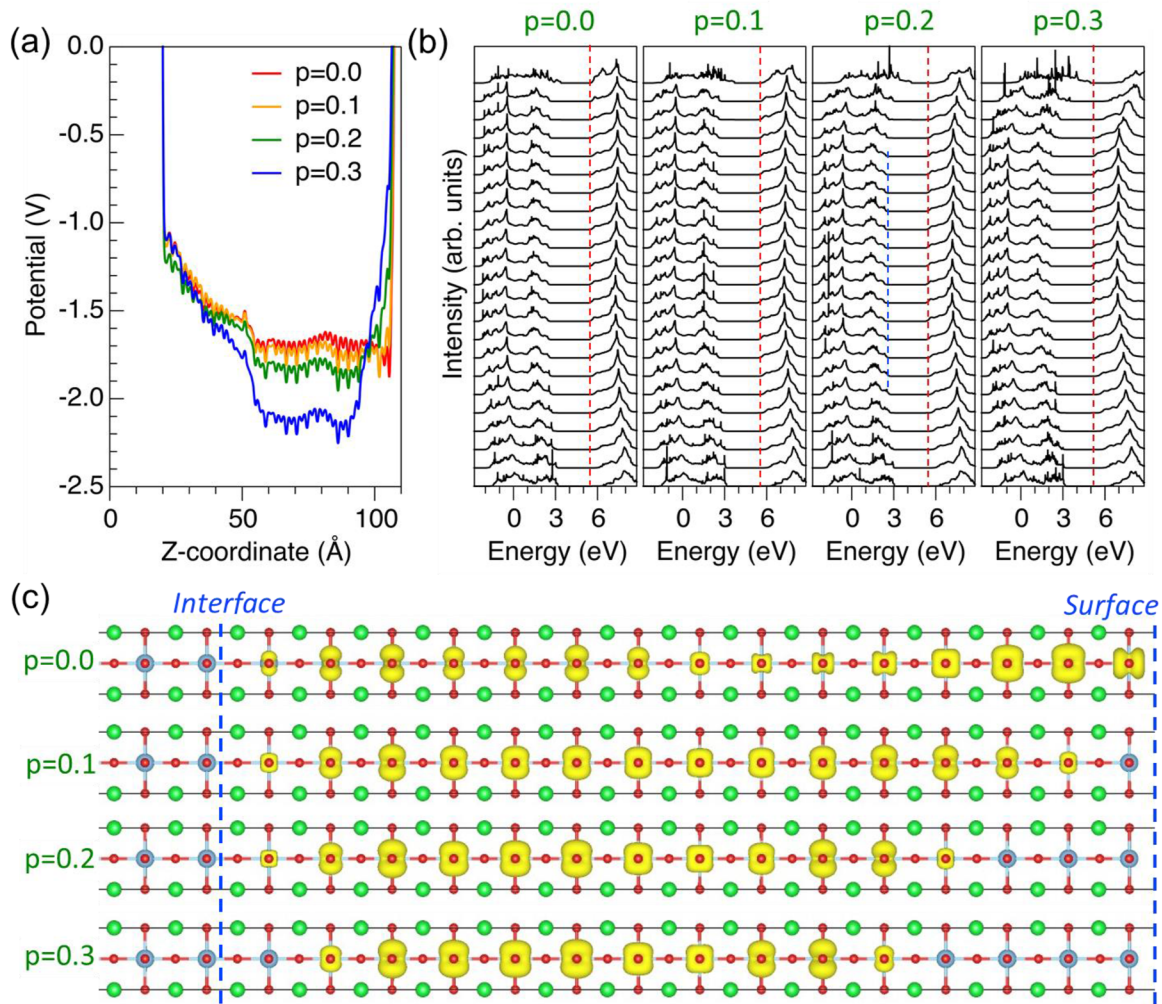 (a)
0.0
-0.5
-1.0
-1.5
-2.0
-2.5
Potential (V)
p=0.0
p=0.1
p=0.2
p=0.3
0
50
100
Z-coordinate (Å)
(b)
p=0.0
p=0.1
p=0.2
p=0.3
Intensity (arb. units)
0 3 6
0 3 6
0 3 6
0 3 6
Energy (eV)
Energy (eV)
Energy (eV)
Energy (eV)
(c)
Interface
Surface
p=0.0
p=0.1
p=0.2
p=0.3